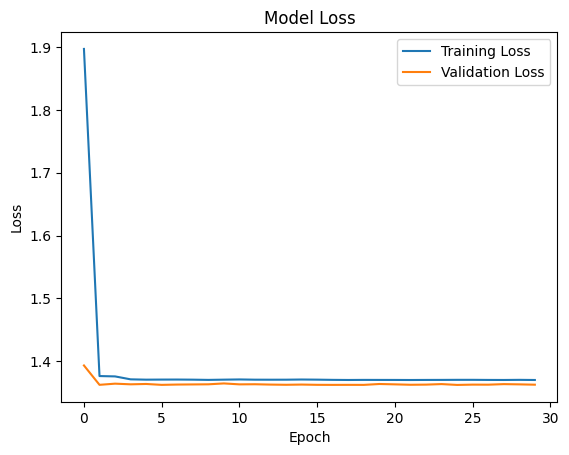 Model Loss
Training Loss
Validation Loss
1.9
1.8
1.7
1.6
1.5
1.4
Loss
0 5 10 15 20 25 30
Epoch